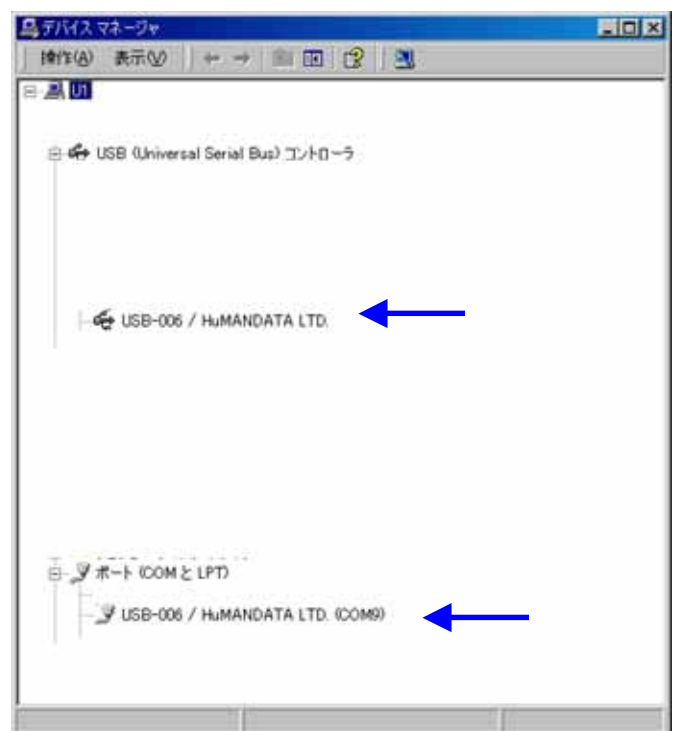 デバイス マネージャ
操作(A) 表示(V)
U1
USB (Universal Serial Bus) コントローラ
USB-006 / HuMANDATA LTD.
ポート (COM と LPT)
USB-006 / HuMANDATA LTD. (COM9)